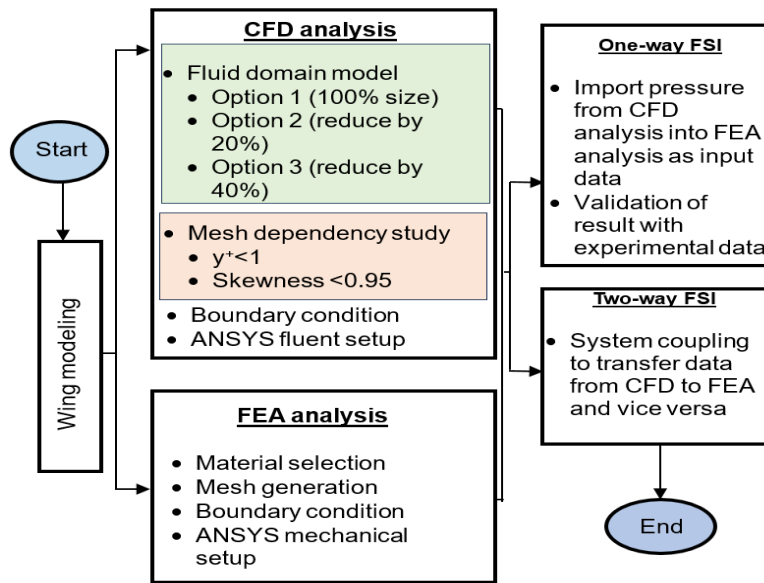 Start
Wing modeling
CFD analysis
• Fluid domain model
• Option 1 (100% size)
• Option 2 (reduce by
20%)
• Option 3 (reduce by
40%)
• Mesh dependency study
• y⁺<1
• Skewness <0.95
• Boundary condition
• ANSYS fluent setup
FEA analysis
• Material selection
• Mesh generation
• Boundary condition
• ANSYS mechanical
setup
One-way FSI
• Import pressure
from CFD
analysis into FEA
analysis as input
data
• Validation of
result with
experimental data
Two-way FSI
• System coupling
to transfer data
from CFD to FEA
and vice versa
End